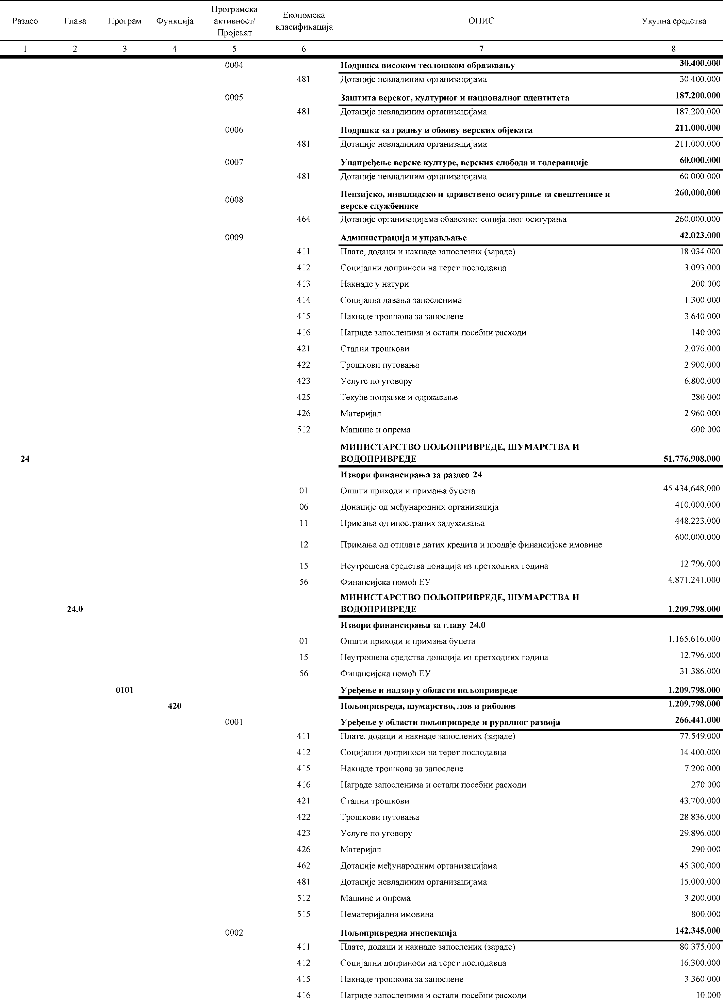 Раздео Глава Програм Функција Програмска активност/ Пројекат Економска класификација ОПИС Укупна средства
1 2 3 4 5 6 7 8
0004 Подршка високом теолошком образовању 30.400.000
481 Дотације невладиним организацијама 30.400.000
0005 Заштита верског, културног и националног идентитета 187.200.000
481 Дотације невладиним организацијама 187.200.000
0006 Подршка за градњу и обнову верских објеката 211.000.000
481 Дотације невладиним организацијама 211.000.000
0007 Унапређење верске културе, верских слобода и толеранције 60.000.000
481 Дотације невладиним организацијама 60.000.000
0008 Пензијско, инвалидско и здравствено осигурање за свештенике и 260.000.000
верске службенике
464 Дотације организацијама обавезног социјалног осигурања 260.000.000
0009 Администрација и управљање 42.023.000
411 Плате, додаци и накнаде запослених (зараде) 18.034.000
412 Социјални доприноси на терет послодавца 3.093.000
413 Накнаде у натури 200.000
414 Социјална давања запосленима 1.300.000
415 Накнаде трошкова за запослене 3.640.000
416 Награде запосленима и остали посебни расходи 140.000
421 Стални трошкови 2.076.000
422 Трошкови путовања 2.900.000
423 Услуге по уговору 6.800.000
425 Текуће поправке и одржавање 280.000
426 Материјал 2.960.000
512 Машине и опрема 600.000
МИНИСТАРСТВО ПОЉОПРИВРЕДЕ, ШУМАРСТВА И
24 ВОДОПРИВРЕДЕ 51.776.908.000
Извори финансирања за раздео 24
01 Општи приходи и примања буџета 45.434.648.000
06 Донације од међународних организација 410.000.000
11 Примања од иностраних задуживања 448.223.000
12 Примања од отплате датих кредита и продаје финансијске имовине 600.000.000
15 Неутрошена средства донација из претходних година 12.796.000
56 Финансијска помоћ ЕУ 4.871.241.000
МИНИСТАРСТВО ПОЉОПРИВРЕДЕ, ШУМАРСТВА И
24.0 ВОДОПРИВРЕДЕ 1.209.798.000
Извори финансирања за главу 24.0
01 Општи приходи и примања буџета 1.165.616.000
15 Неутрошена средства донација из претходних година 12.796.000
56 Финансијска помоћ ЕУ 31.386.000
0101 Уређење и надзор у области пољопривреде 1.209.798.000
420 Пољопривреда, шумарство, лов и риболов 1.209.798.000
0001 Уређење у области пољопривреде и руралног развоја 266.441.000
411 Плате, додаци и накнаде запослених (зараде) 77.549.000
412 Социјални доприноси на терет послодавца 14.400.000
415 Накнаде трошкова за запослене 7.200.000
416 Награде запосленима и остали посебни расходи 270.000
421 Стални трошкови 43.700.000
422 Трошкови путовања 28.836.000
423 Услуге по уговору 29.896.000
426 Материјал 290.000
462 Дотације међународним организацијама 45.300.000
481 Дотације невладиним организацијама 15.000.000
512 Машине и опрема 3.200.000
515 Нематеријална имовина 800.000
0002 Пољопривредна инспекција 142.345.000
411 Плате, додаци и накнаде запослених (зараде) 80.375.000
412 Социјални доприноси на терет послодавца 16.300.000
415 Накнаде трошкова за запослене 3.360.000
416 Награде запосленима и остали посебни расходи 10.000